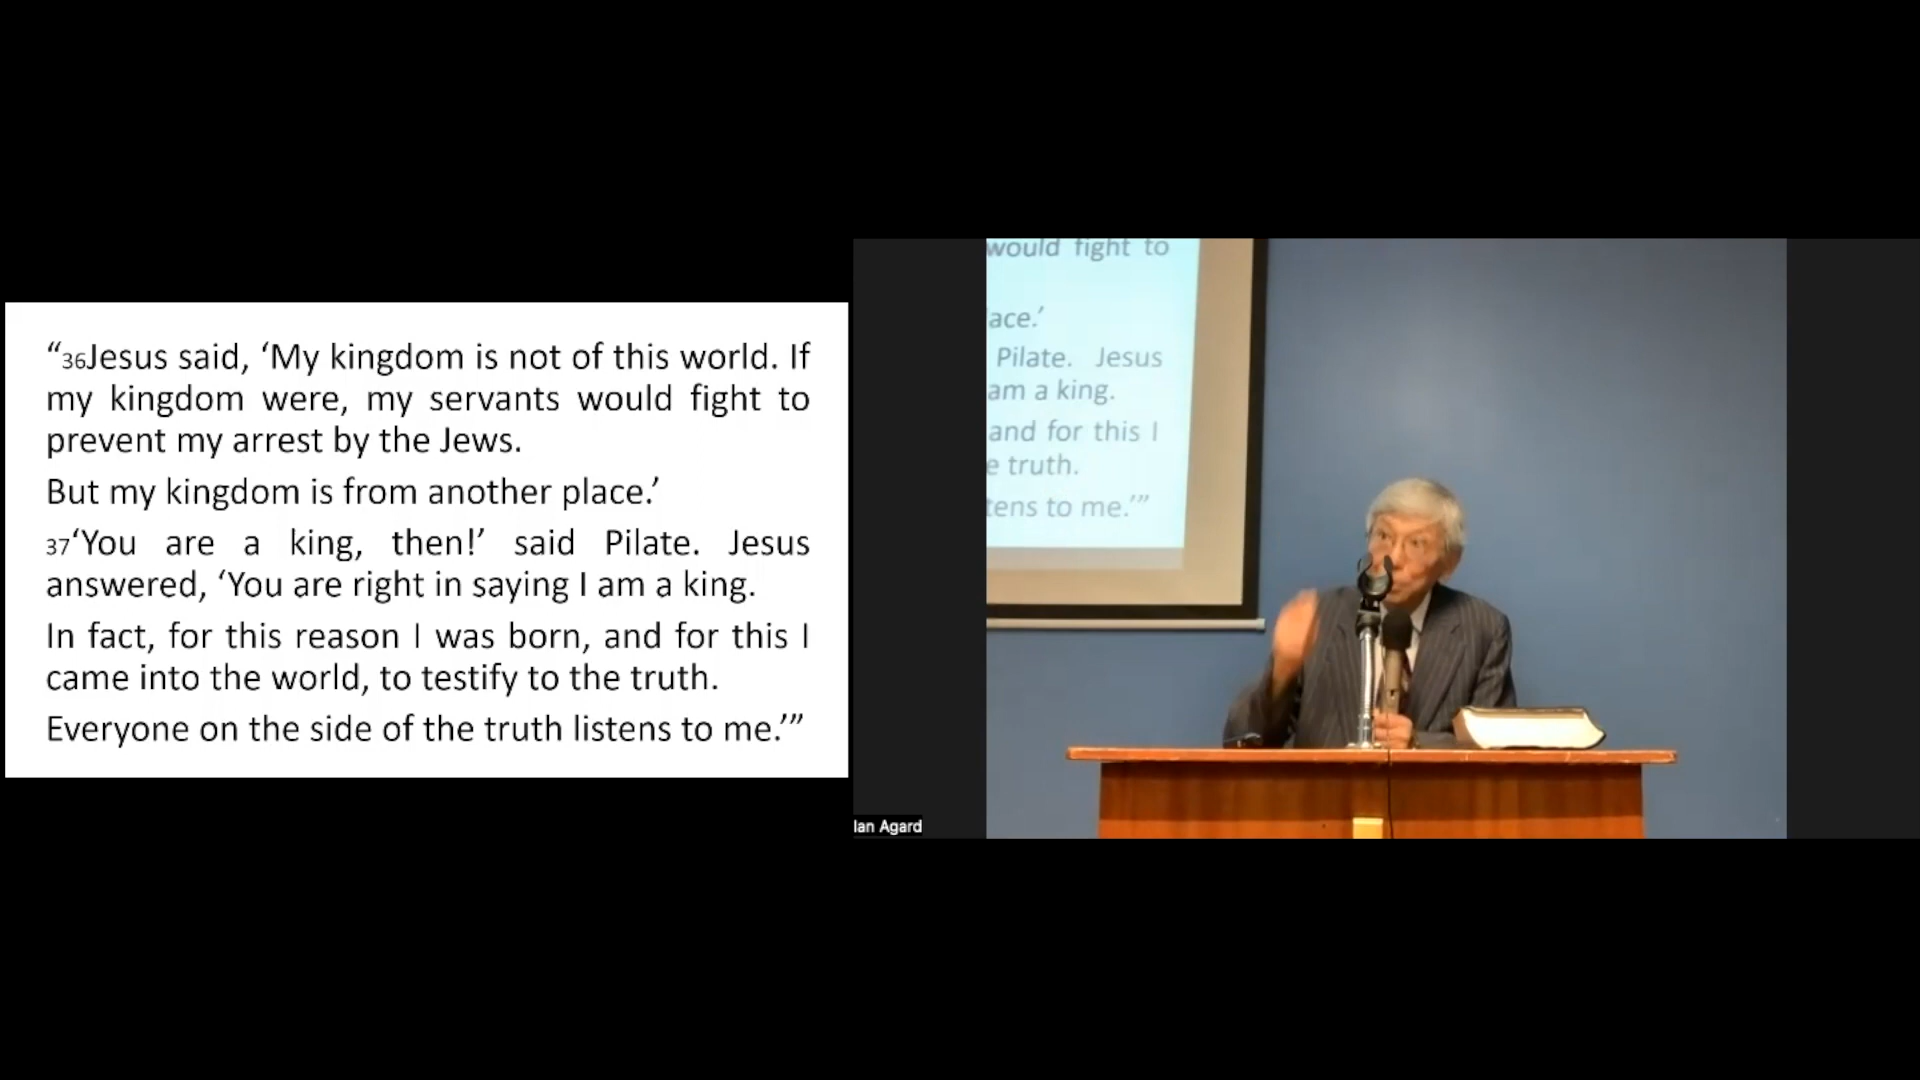 “36Jesus said, ‘My kingdom is not of this world. If
my kingdom were, my servants would fight to
prevent my arrest by the Jews.
But my kingdom is from another place.’
37‘You are a king, then!’ said Pilate. Jesus
answered, ‘You are right in saying I am a king.
In fact, for this reason I was born, and for this I
came into the world, to testify to the truth.
Everyone on the side of the truth listens to me.’”
would fight to
ace.’
Pilate. Jesus
am a king.
and for this I
e truth.
tens to me.’”
Ian Agard